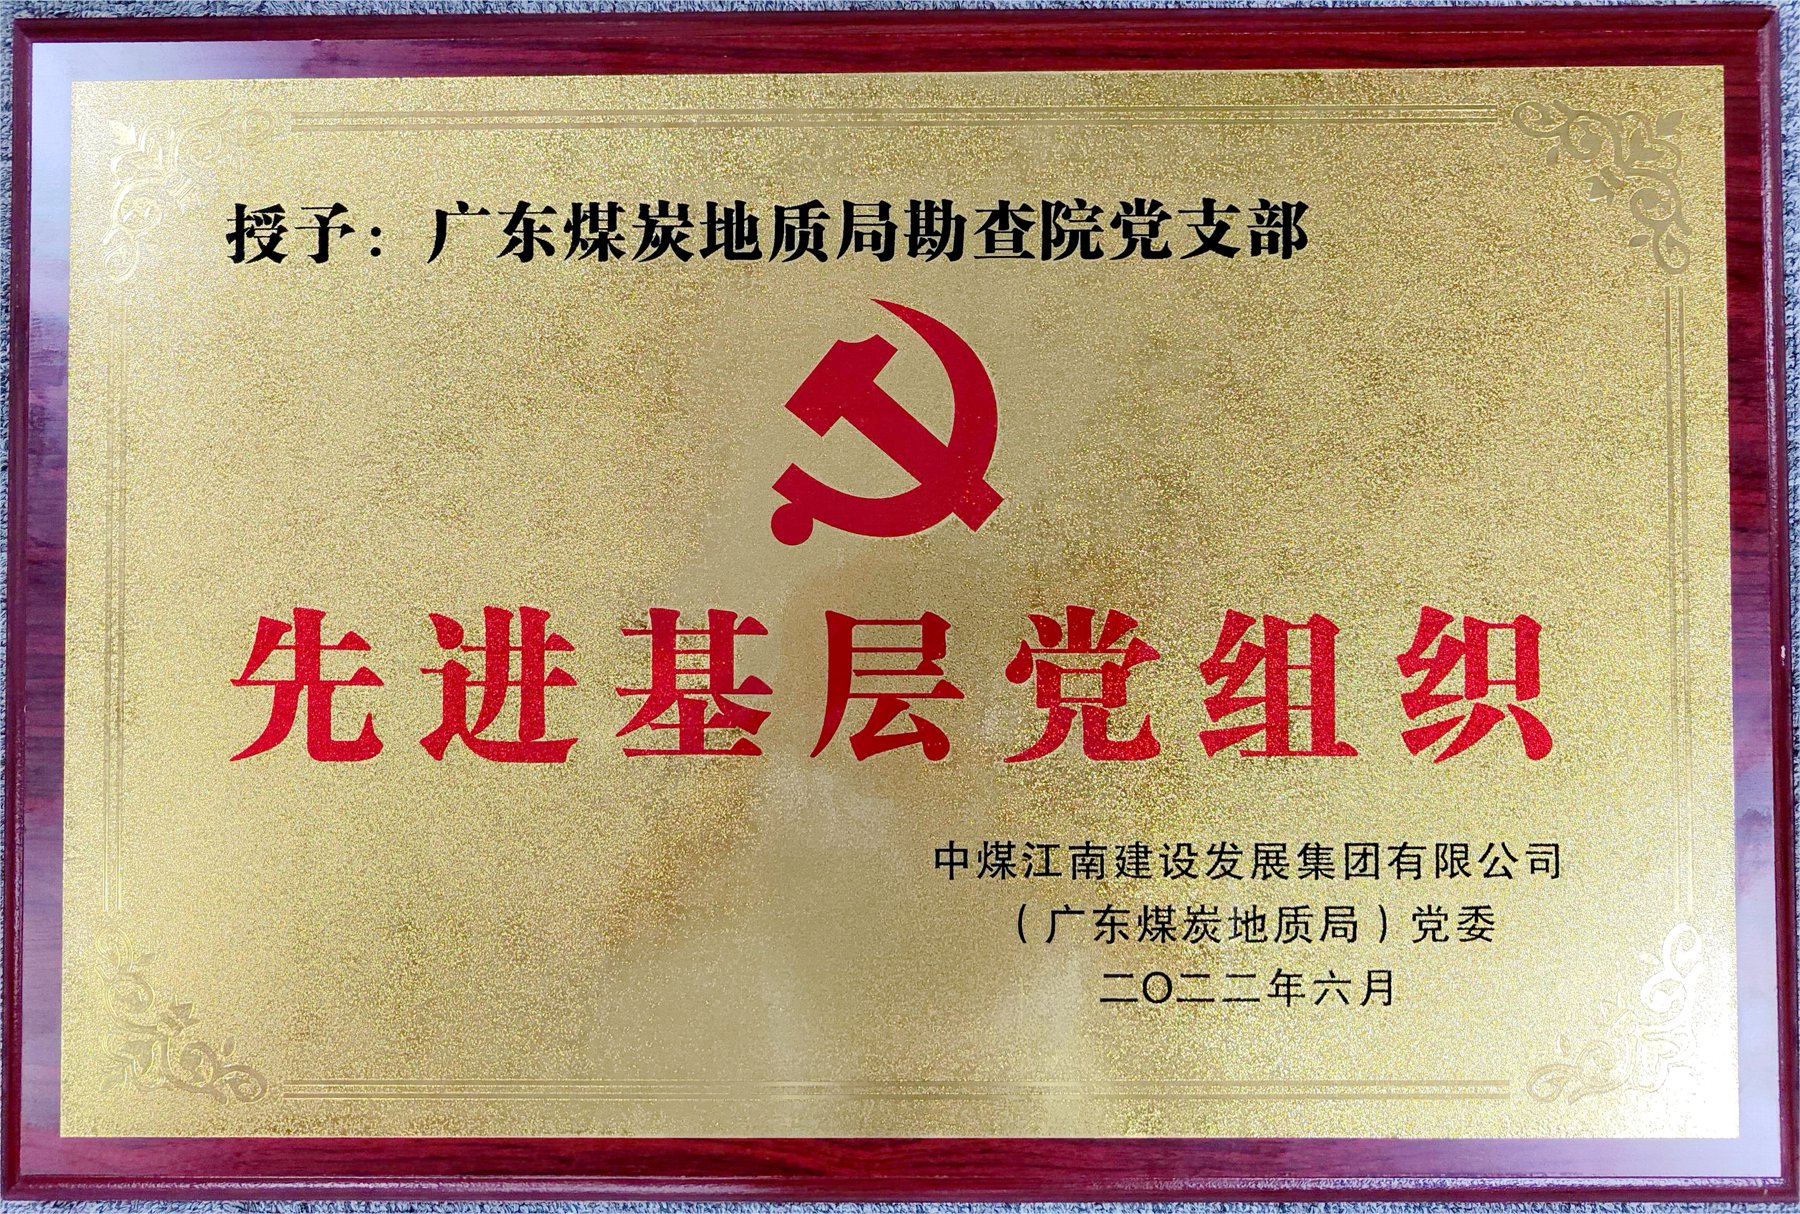 授予：广东煤炭地质局勘查院党支部
先进基层党组织
中煤江南建设发展集团有限公司
（广东煤炭地质局）党委
二〇二二年六月